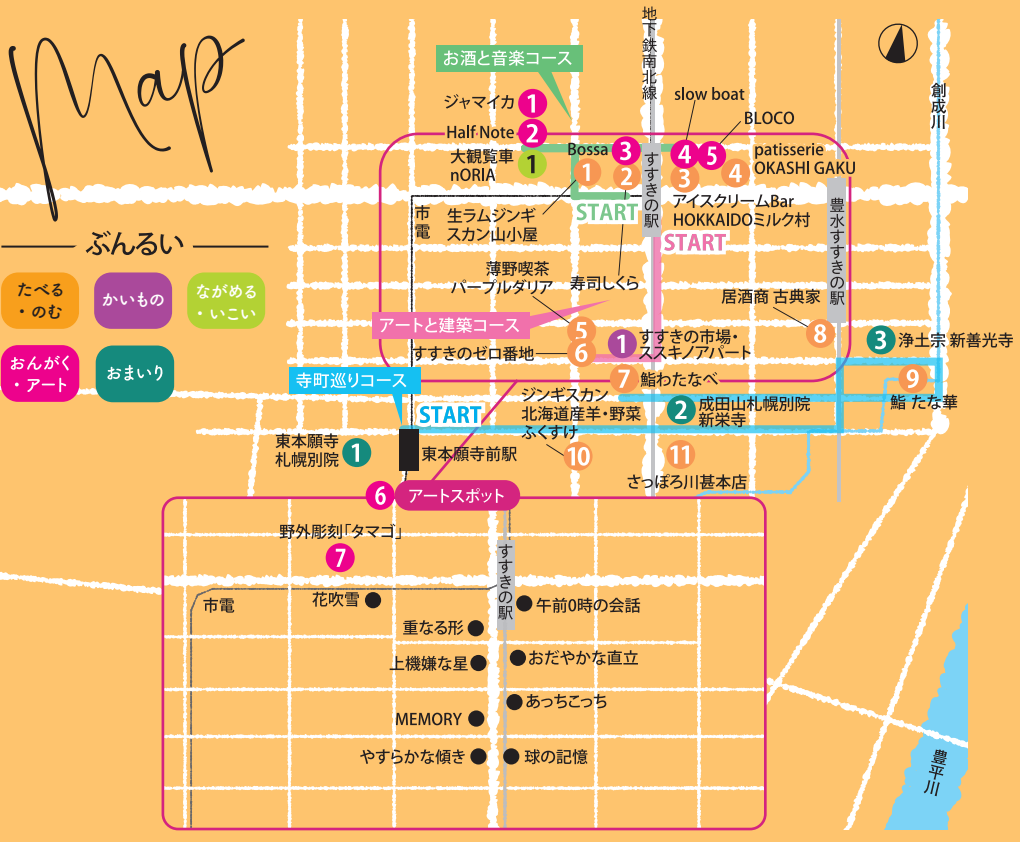 Map
地下鉄南北線
創成川
お酒と音楽コース
ジャマイカ
1
slow boat
BLOCO
Half Note
2
Bossa
3
4
5
patisserie
OKASHI GAKU
4
大観覧車
nORIA
1
1
2
3
すすきの駅
アイスクリームBar
HOKKAIDOミルク村
START
START
市電
生ラムジンギ
スカン山小屋
豊水すすきの駅
ぶんるい
たべる
・のむ
かいもの
ながめる
・いこい
おんがく
・アート
おまいり
薄野喫茶
パープルダリア
寿司しくら
居酒商 古典家
8
アートと建築コース
5
すすきのゼロ番地
6
1
すすきの市場・
ススキノアパート
3
浄土宗 新善光寺
7
鮨わたなべ
9
鮨 たな華
寺町巡りコース
START
ジンギスカン
北海道産羊・野菜
ふくすけ
10
2
成田山札幌別院
新栄寺
東本願寺
札幌別院
1
東本願寺前駅
11
さっぽろ川甚本店
6
アートスポット
野外彫刻「タマゴ」
7
すすきの駅
市電
花吹雪
午前0時の会話
重なる形
上機嫌な星
おだやかな直立
あっちこっち
MEMORY
やすらかな傾き
球の記憶
豊平川